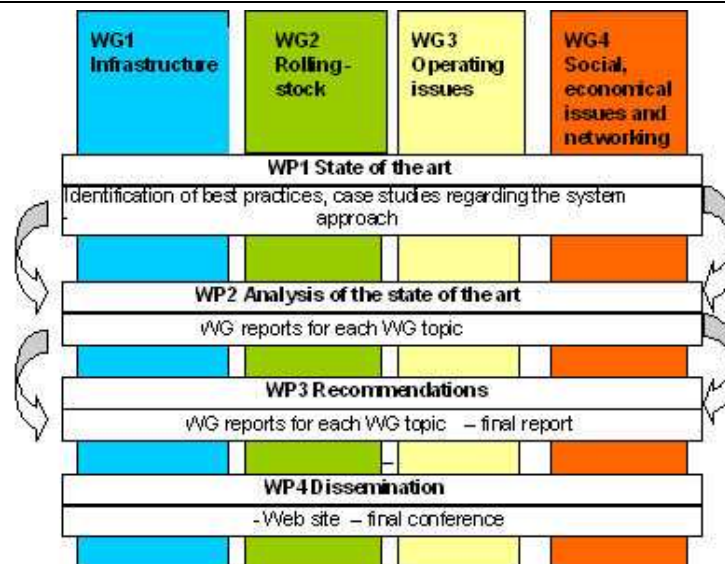 WG1
Infrastructure
WG2
Rolling-
stock
WG3
Operating
issues
WG4
Social,
economical
issues and
networking
WP1 State of the art
Identification of best practices, case studies regarding the system
- approach
WP2 Analysis of the state of the art
WG reports for each WG topic
WP3 Recommendations
WG reports for each WG topic – final report
–
WP4 Dissemination
- Web site – final conference